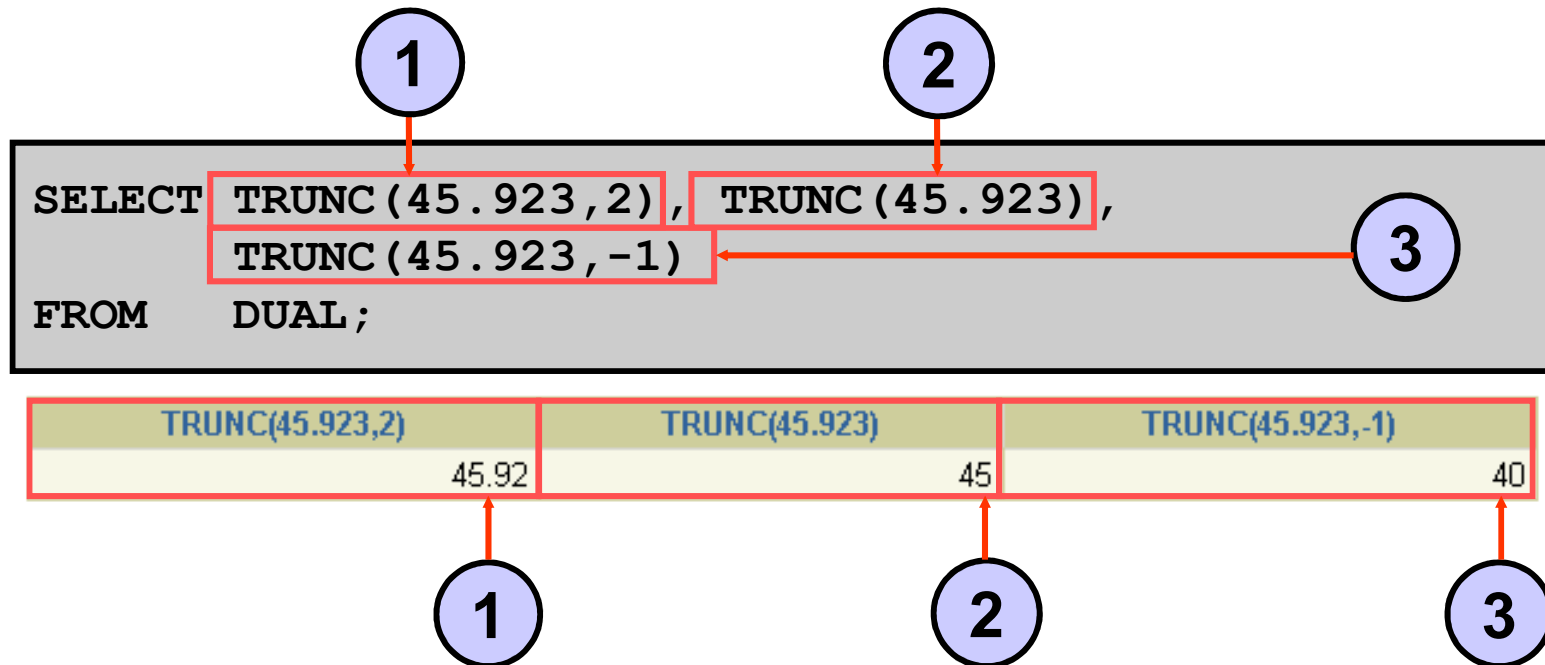 1 2
SELECT TRUNC(45.923,2), TRUNC(45.923),
TRUNC(45.923,-1)
3
FROM DUAL;
TRUNC(45.923,2) TRUNC(45.923) TRUNC(45.923,-1)
45.92 45 40
1 2 3